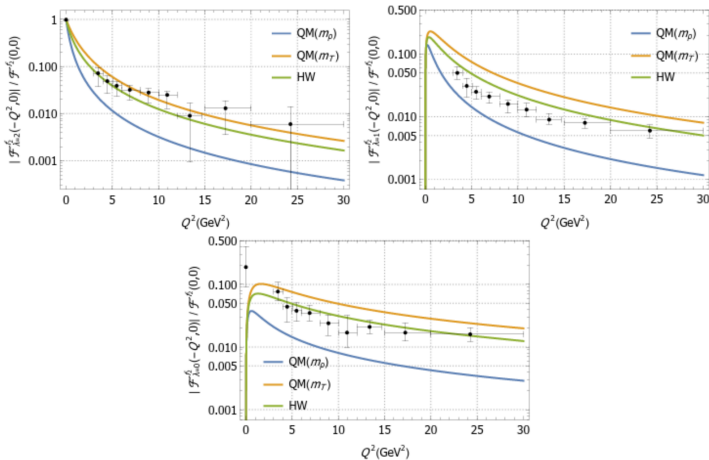 | ℱ^{f₂}_{λ=2}(-Q²,0)| / ℱ^{f₂}(0,0)
1
0.100
0.010
0.001
QM(mρ)
QM(m_T)
HW
0 5 10 15 20 25 30
Q²(GeV²)
| ℱ^{f₂}_{λ=1}(-Q²,0)| / ℱ^{f₂}(0,0)
0.500
0.100
0.050
0.010
0.005
0.001
QM(mρ)
QM(m_T)
HW
0 5 10 15 20 25 30
Q²(GeV²)
| ℱ^{f₂}_{λ=0}(-Q²,0)| / ℱ^{f₂}(0,0)
0.500
0.100
0.050
0.010
0.005
0.001
QM(mρ)
QM(m_T)
HW
0 5 10 15 20 25 30
Q²(GeV²)